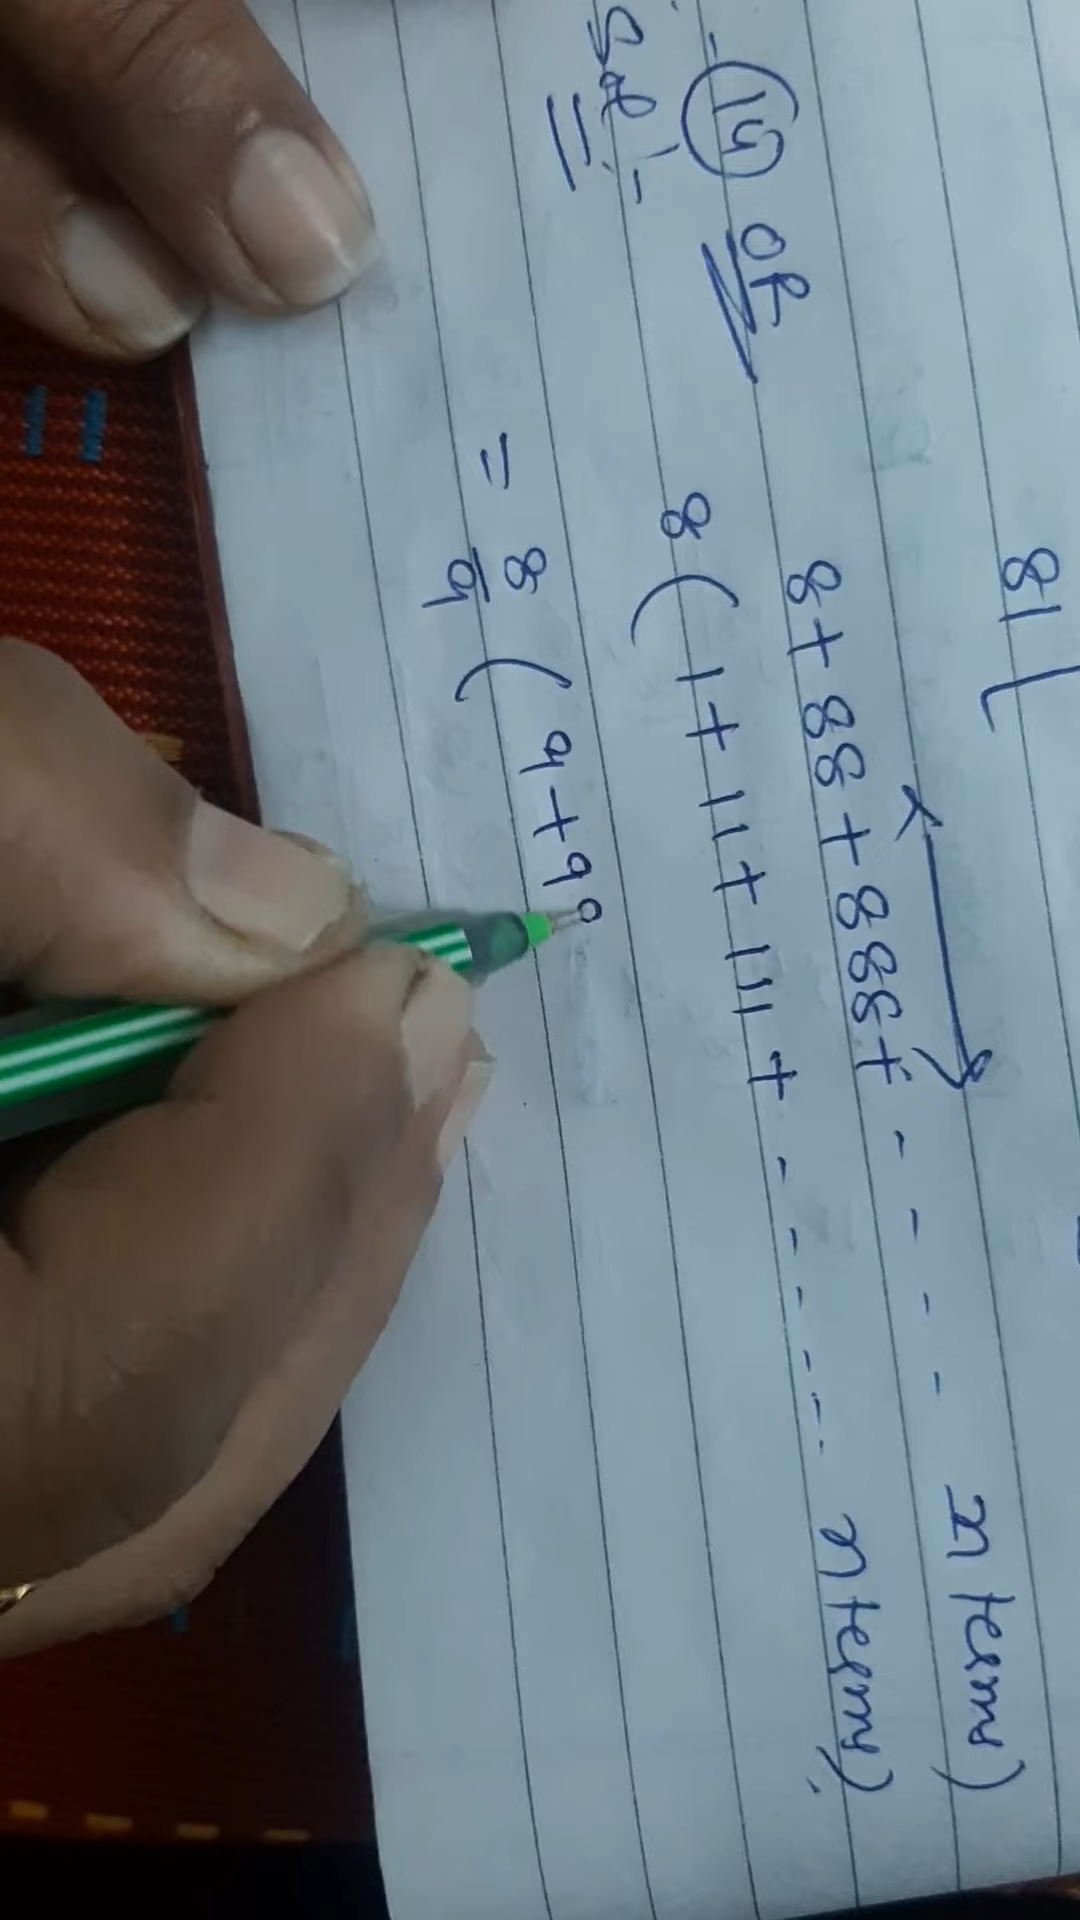 81 [
(14) OR 8+ 88 + 888 + - - - - n terms)
Sol:- 8 ( 1 + 11 + 111 + - - - - - - n terms).
= 8/9 ( 9 + 99